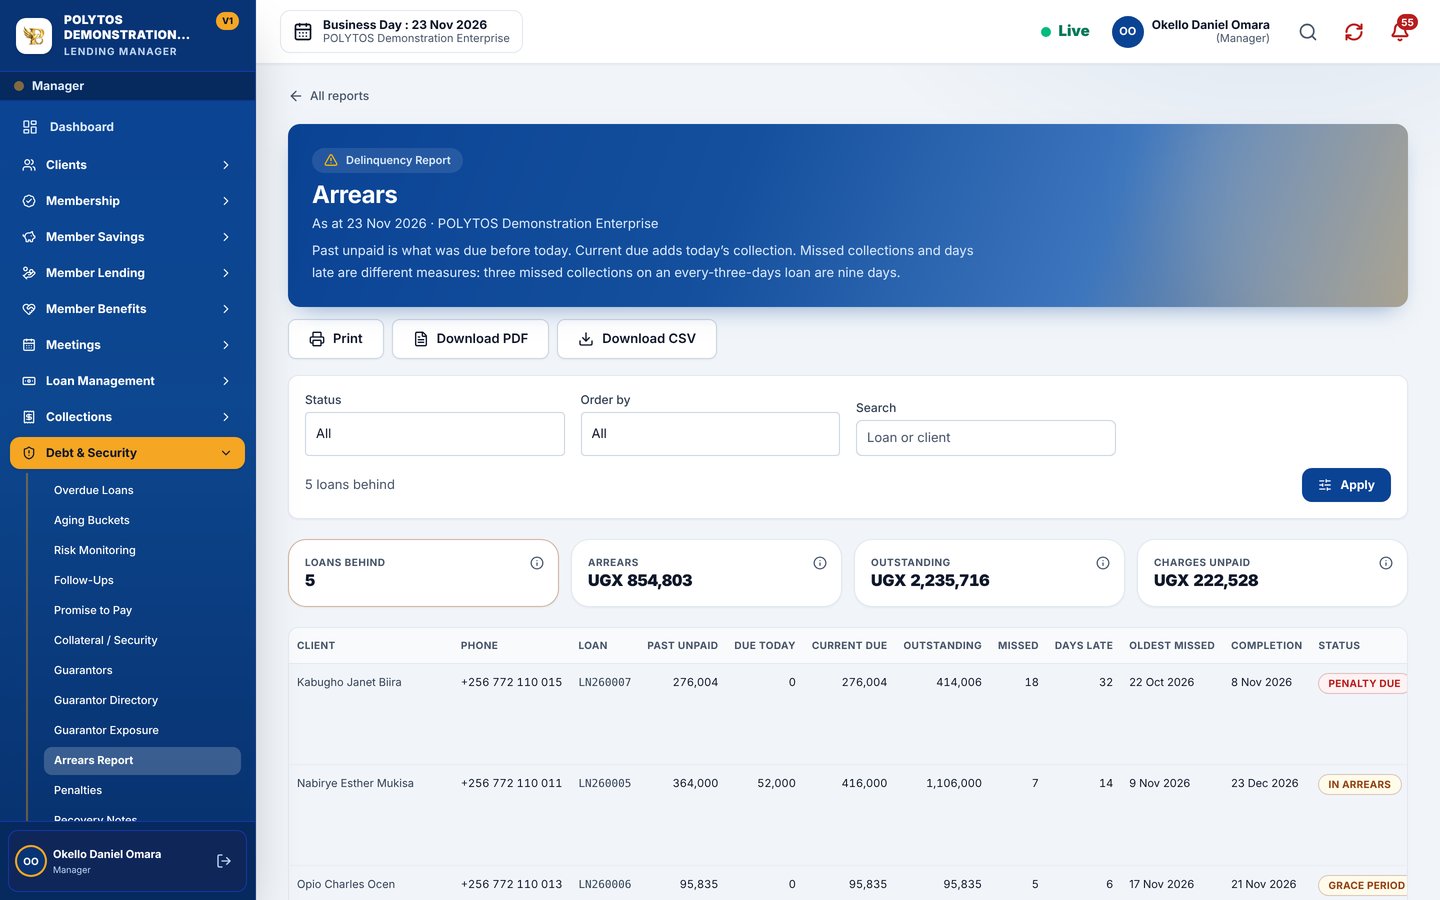 POLYTOS
DEMONSTRATION...
LENDING MANAGER
V1
Manager
Dashboard
Clients
Membership
Member Savings
Member Lending
Member Benefits
Meetings
Loan Management
Collections
Debt & Security
Overdue Loans
Aging Buckets
Risk Monitoring
Follow-Ups
Promise to Pay
Collateral / Security
Guarantors
Guarantor Directory
Guarantor Exposure
Arrears Report
Penalties
Recovery Notes
OO
Okello Daniel Omara
Manager
Business Day : 23 Nov 2026
POLYTOS Demonstration Enterprise
Live
OO
Okello Daniel Omara
(Manager)
55
All reports
Delinquency Report
Arrears
As at 23 Nov 2026 · POLYTOS Demonstration Enterprise
Past unpaid is what was due before today. Current due adds today’s collection. Missed collections and days
late are different measures: three missed collections on an every-three-days loan are nine days.
Print
Download PDF
Download CSV
Status
Order by
Search
All
All
Loan or client
5 loans behind
Apply
LOANS BEHIND
5
ARREARS
UGX 854,803
OUTSTANDING
UGX 2,235,716
CHARGES UNPAID
UGX 222,528
CLIENT PHONE LOAN PAST UNPAID DUE TODAY CURRENT DUE OUTSTANDING MISSED DAYS LATE OLDEST MISSED COMPLETION STATUS
Kabugho Janet Biira +256 772 110 015 LN260007 276,004 0 276,004 414,006 18 32 22 Oct 2026 8 Nov 2026 PENALTY DUE
Nabirye Esther Mukisa +256 772 110 011 LN260005 364,000 52,000 416,000 1,106,000 7 14 9 Nov 2026 23 Dec 2026 IN ARREARS
Opio Charles Ocen +256 772 110 013 LN260006 95,835 0 95,835 95,835 5 6 17 Nov 2026 21 Nov 2026 GRACE PERIOD